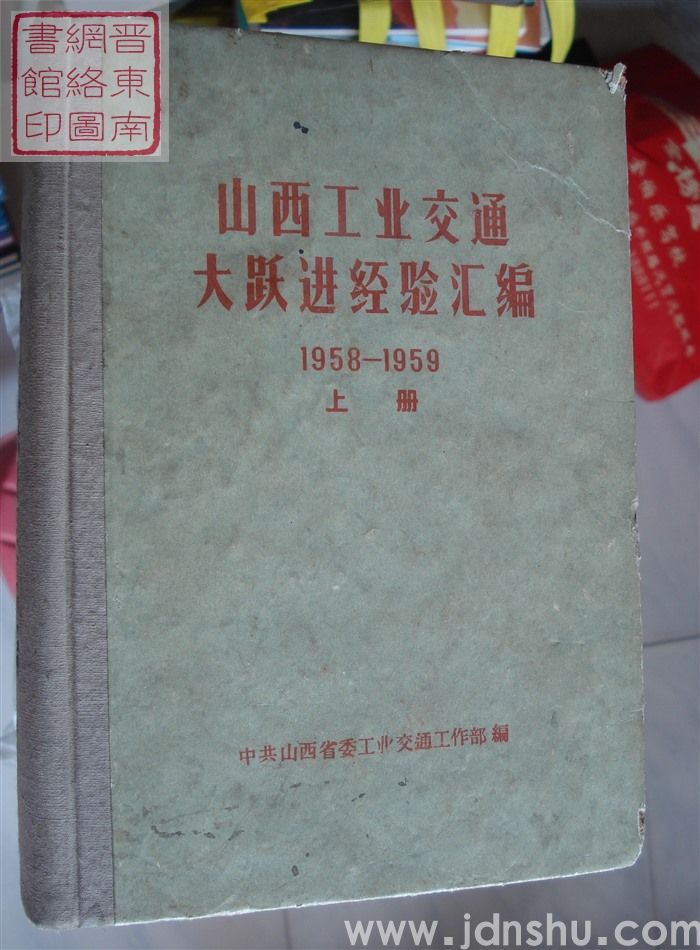 晋東南
網絡圖
書館印
山西工业交通
大跃进经验汇编
1958—1959
上 册
中共山西省委工业交通工作部编
www.jdnshu.com